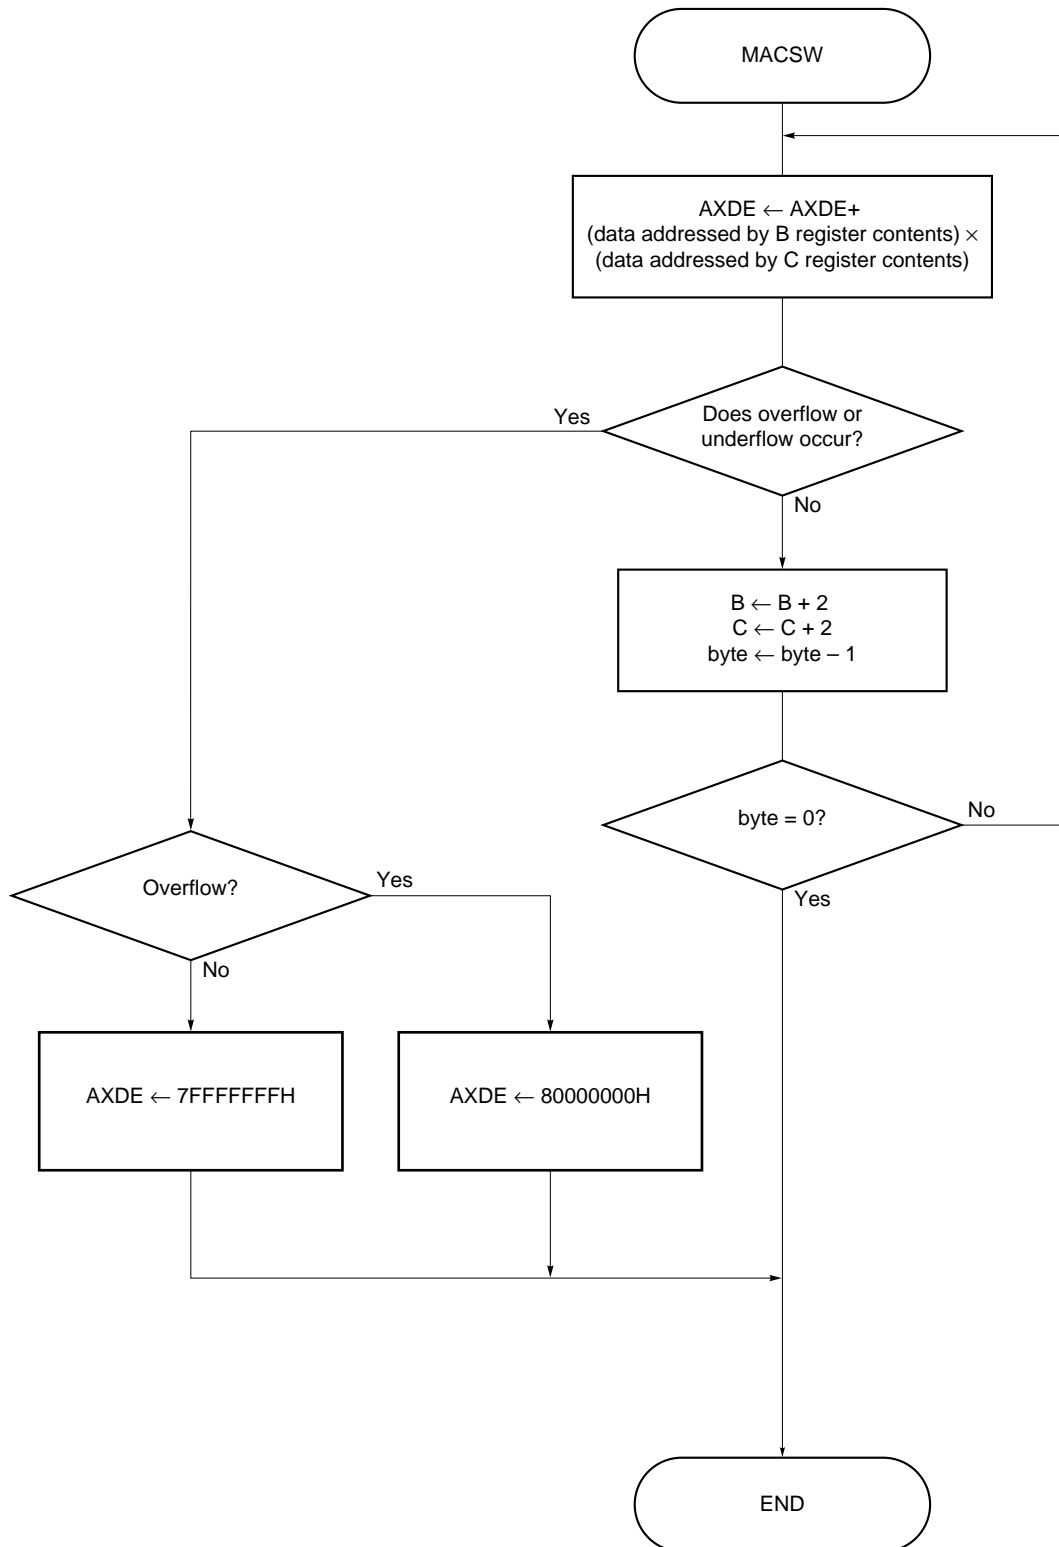 MACSW
AXDE ← AXDE+
(data addressed by B register contents) ×
(data addressed by C register contents)
Does overflow or
underflow occur?
Yes
No
B ← B + 2
C ← C + 2
byte ← byte – 1
byte = 0?
No
Yes
Overflow?
Yes
No
AXDE ← 7FFFFFFFH
AXDE ← 80000000H
END